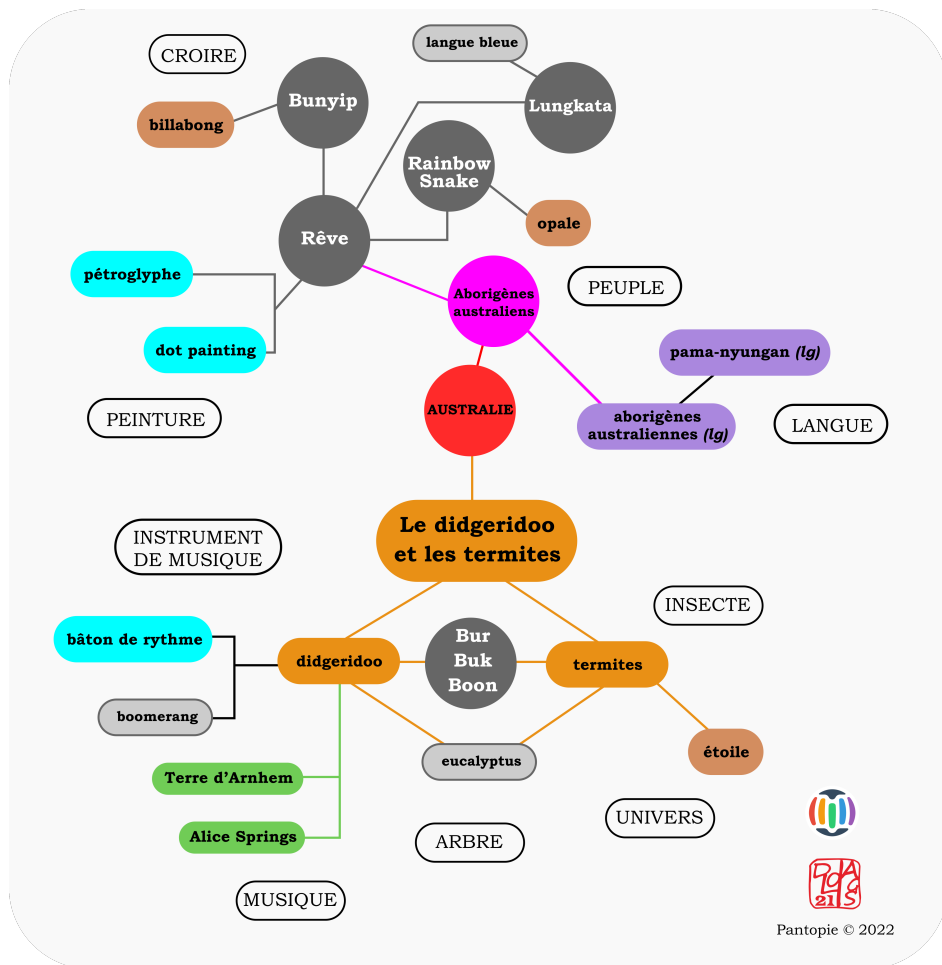 langue bleue
CROIRE
Bunyip
Lungkata
billabong
Rainbow
Snake
opale
Rêve
pétroglyphe
PEUPLE
Aborigènes
australiens
dot painting
pama-nyungan (lg)
AUSTRALIE
PEINTURE
aborigènes
australiennes (lg)
LANGUE
Le didgeridoo
et les termites
INSTRUMENT
DE MUSIQUE
INSECTE
bâton de rythme
Bur
Buk
Boon
didgeridoo
termites
boomerang
étoile
eucalyptus
Terre d'Arnhem
UNIVERS
Alice Springs
ARBRE
MUSIQUE
21
Pantopie © 2022